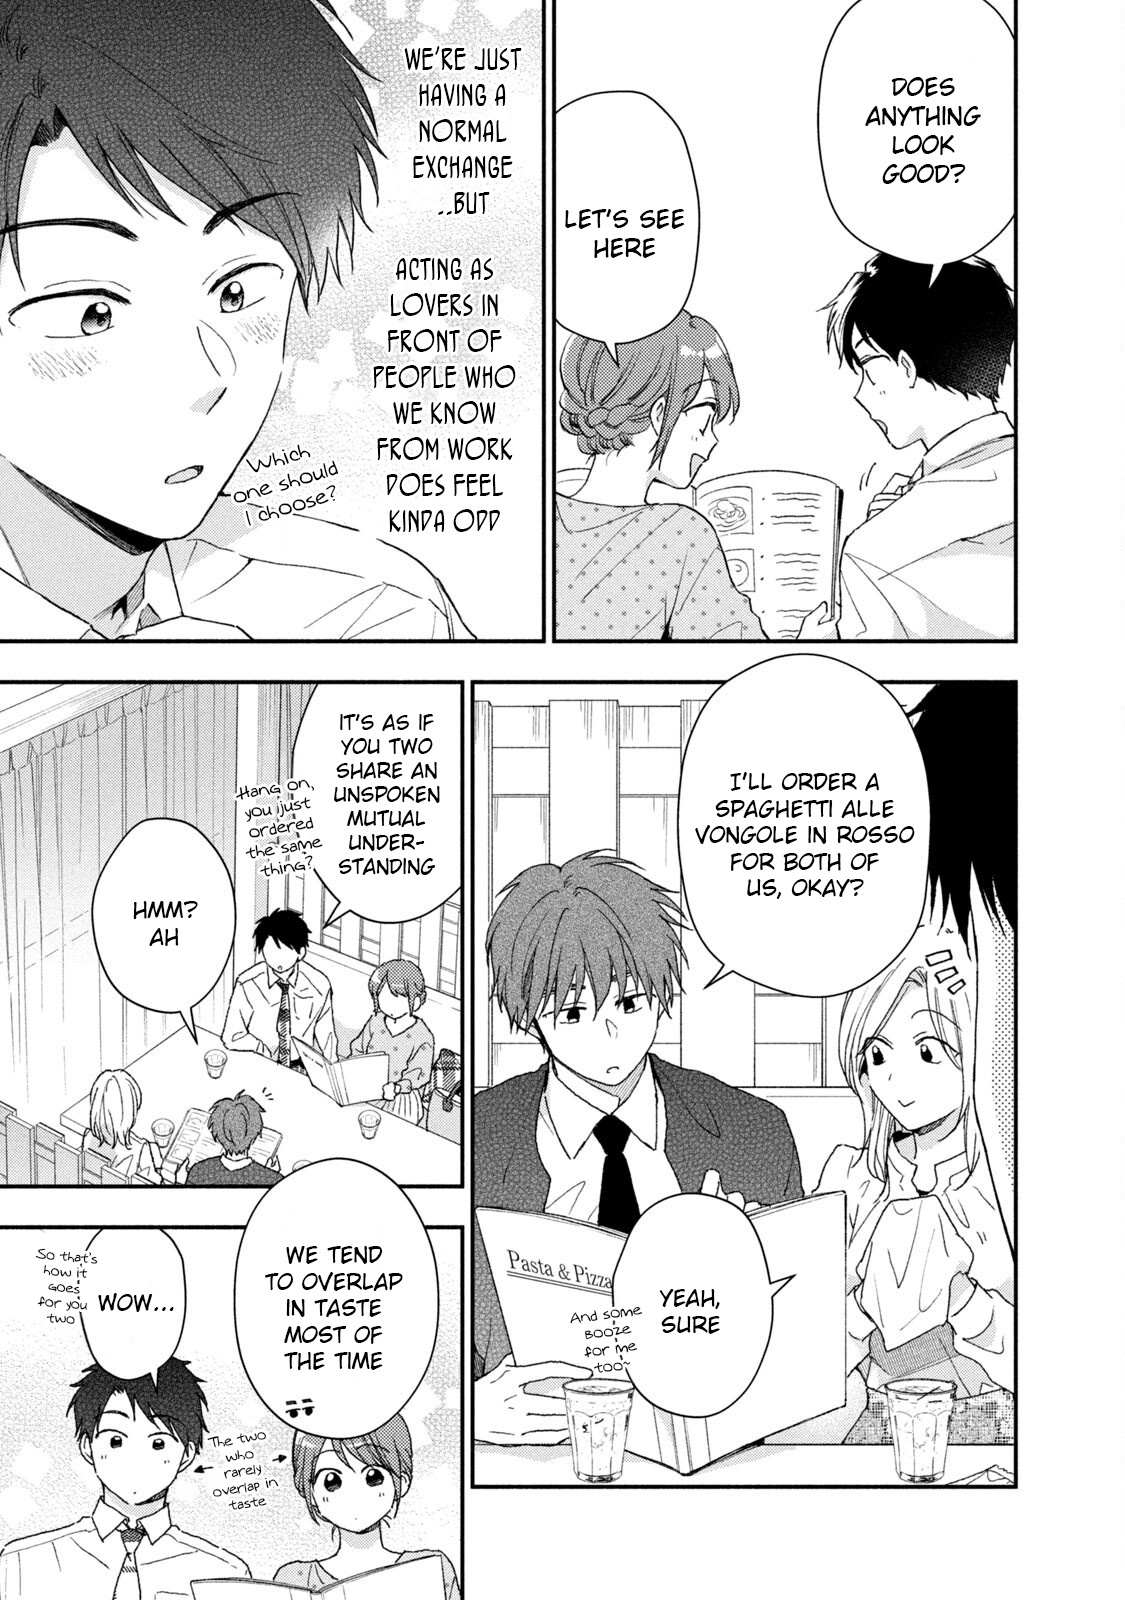 DOES
ANYTHING
LOOK
GOOD?
LET'S SEE
HERE
WE'RE JUST
HAVING A
NORMAL
EXCHANGE
..BUT
ACTING AS
LOVERS IN
FRONT OF
PEOPLE WHO
WE KNOW
FROM WORK
DOES FEEL
KINDA ODD
Which
one should
I choose?
I'LL ORDER A
SPAGHETTI ALLE
VONGOLE IN ROSSO
FOR BOTH OF
US, OKAY?
YEAH,
SURE
And some
booze
for me
too~
Pasta & Pizza
IT'S AS IF
YOU TWO
SHARE AN
UNSPOKEN
MUTUAL
UNDER-
STANDING
Hang on,
you just
ordered
the same
thing?
HMM?
AH
WE TEND
TO OVERLAP
IN TASTE
MOST OF
THE TIME
WOW...
So that's
how it
goes
for you
two
The two
who
rarely
overlap in
taste